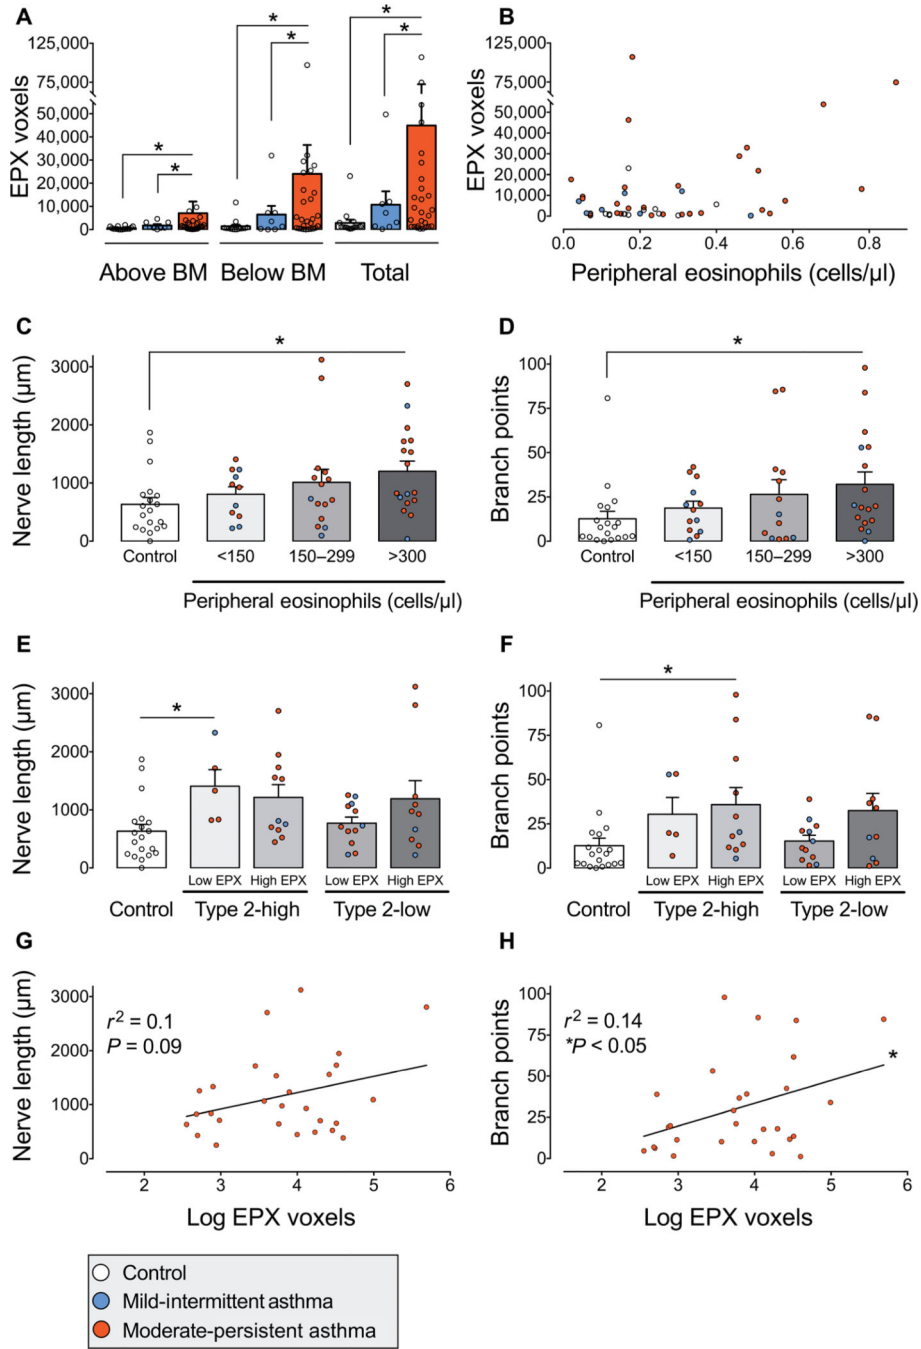 A
EPX voxels
125,000
75,000
50,000
40,000
30,000
20,000
10,000
0
*
*
*
*
*
*
Above BM
Below BM
Total
B
EPX voxels
125,000
75,000
50,000
40,000
30,000
20,000
10,000
0
0.0
0.2
0.4
0.6
0.8
Peripheral eosinophils (cells/µl)
C
Nerve length (µm)
3000
2000
1000
0
*
Control
<150
150–299
>300
Peripheral eosinophils (cells/µl)
D
Branch points
100
75
50
25
0
*
Control
<150
150–299
>300
Peripheral eosinophils (cells/µl)
E
Nerve length (µm)
3000
2000
1000
0
*
Low EPX
High EPX
Low EPX
High EPX
Control
Type 2-high
Type 2-low
F
Branch points
100
75
50
25
0
*
Low EPX
High EPX
Low EPX
High EPX
Control
Type 2-high
Type 2-low
G
Nerve length (µm)
3000
2000
1000
0
r² = 0.1
P = 0.09
2
3
4
5
6
Log EPX voxels
H
Branch points
100
75
50
25
0
r² = 0.14
*P < 0.05
*
2
3
4
5
6
Log EPX voxels
Control
Mild-intermittent asthma
Moderate-persistent asthma